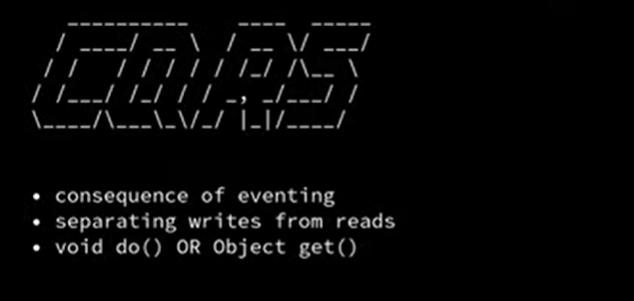 CQRS
• consequence of eventing
• separating writes from reads
• void do() OR Object get()